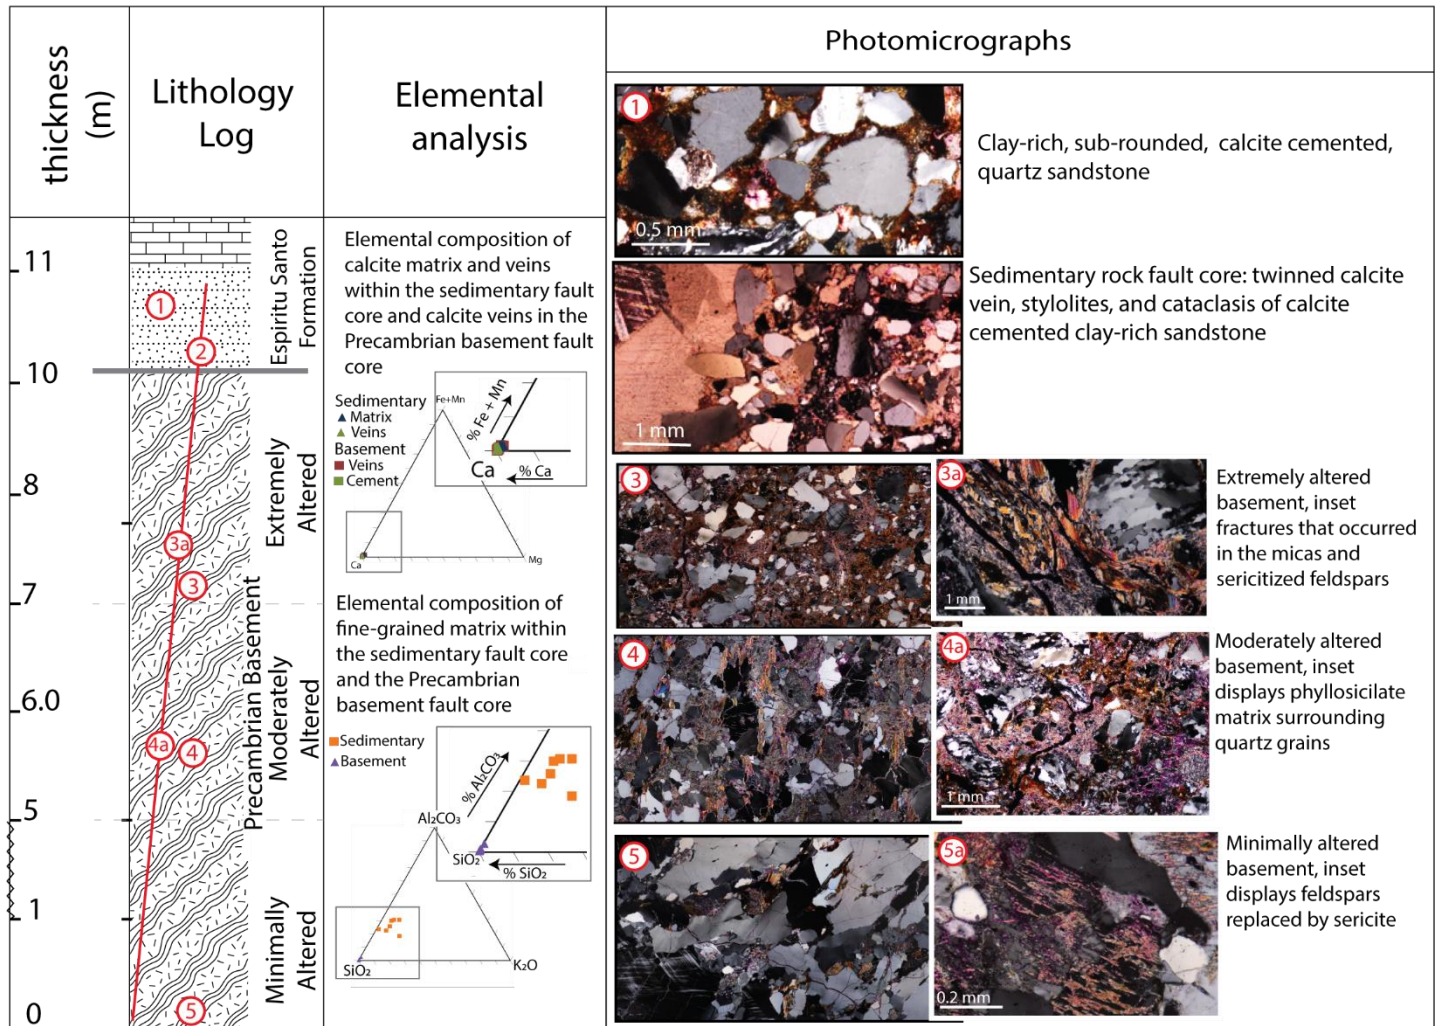 thickness
(m)
Lithology
Log
Elemental
analysis
Photomicrographs
11
10
8
7
6.0
5
1
0
1
2
3a
3
4a
4
5
Espiritu Santo
Formation
Extremely
Altered
Precambrian Basement
Moderately
Altered
Minimally
Altered
Elemental composition of
calcite matrix and veins
within the sedimentary fault
core and calcite veins in the
Precambrian basement fault
core
Sedimentary
Matrix
Veins
Basement
Veins
Cement
Fe+Mn
Ca
Mg
% Fe + Mn
Ca
% Ca
Elemental composition of
fine-grained matrix within
the sedimentary fault core
and the Precambrian
basement fault core
Sedimentary
Basement
Al₂CO₃
SiO₂
K₂O
% Al₂CO₃
SiO₂
% SiO₂
1
0.5 mm
Clay-rich, sub-rounded, calcite cemented,
quartz sandstone
1 mm
Sedimentary rock fault core: twinned calcite
vein, stylolites, and cataclasis of calcite
cemented clay-rich sandstone
3
3a
1 mm
Extremely altered
basement, inset
fractures that occurred
in the micas and
sericitized feldspars
4
4a
1 mm
Moderately altered
basement, inset
displays phyllosicilate
matrix surrounding
quartz grains
5
5a
0.2 mm
Minimally altered
basement, inset
displays feldspars
replaced by sericite